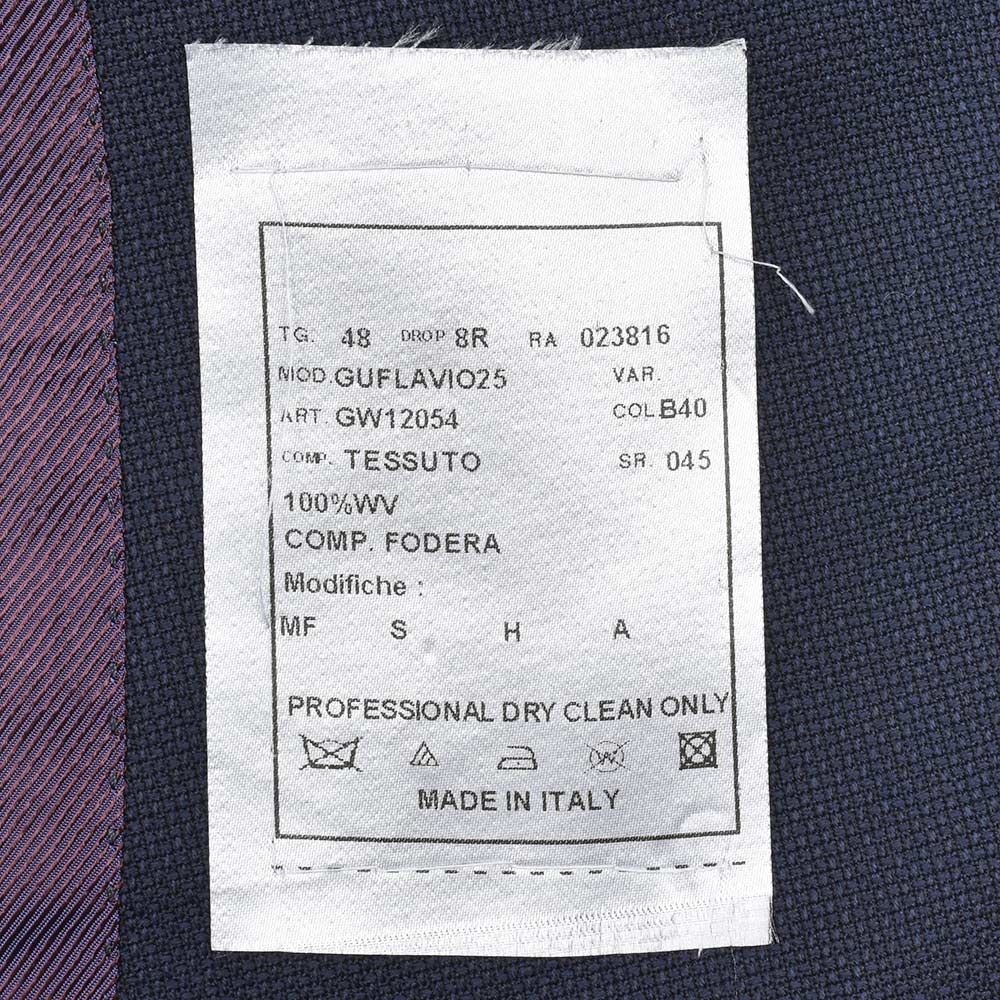 TG. 48 DROP 8R RA 023816
MOD. GUFLAVIO25 VAR.
ART. GW12054 COL B40
COMP. TESSUTO SR. 045
100%WV
COMP. FODERA
Modifiche :
MF S H A
PROFESSIONAL DRY CLEAN ONLY
W
MADE IN ITALY